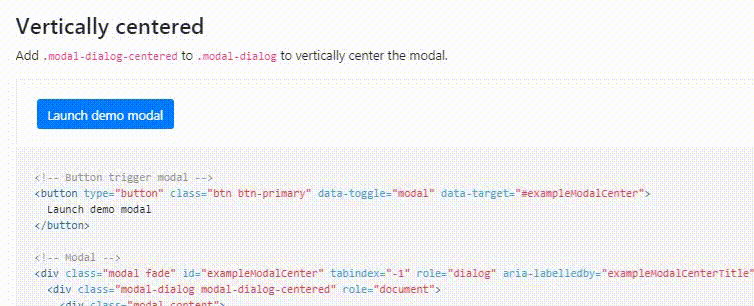 Vertically centered
Add .modal-dialog-centered to .modal-dialog to vertically center the modal.
Launch demo modal
<!-- Button trigger modal -->
<button type="button" class="btn btn-primary" data-toggle="modal" data-target="#exampleModalCenter">
Launch demo modal
</button>
<!-- Modal -->
<div class="modal fade" id="exampleModalCenter" tabindex="-1" role="dialog" aria-labelledby="exampleModalCenterTitle"
<div class="modal-dialog modal-dialog-centered" role="document">
<div class="modal-content">